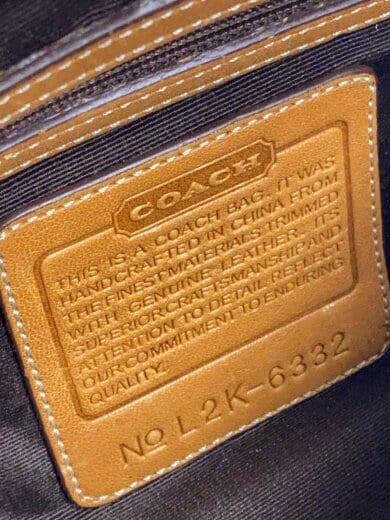 COACH
THIS IS A COACH BAG. IT WAS
HANDCRAFTED IN CHINA FROM
THE FINEST MATERIALS TRIMMED
WITH GENUINE LEATHER. ITS
SUPERIOR CRAFTSMANSHIP AND
ATTENTION TO DETAIL REFLECT
OUR COMMITMENT TO ENDURING
QUALITY.
No L2K-6332